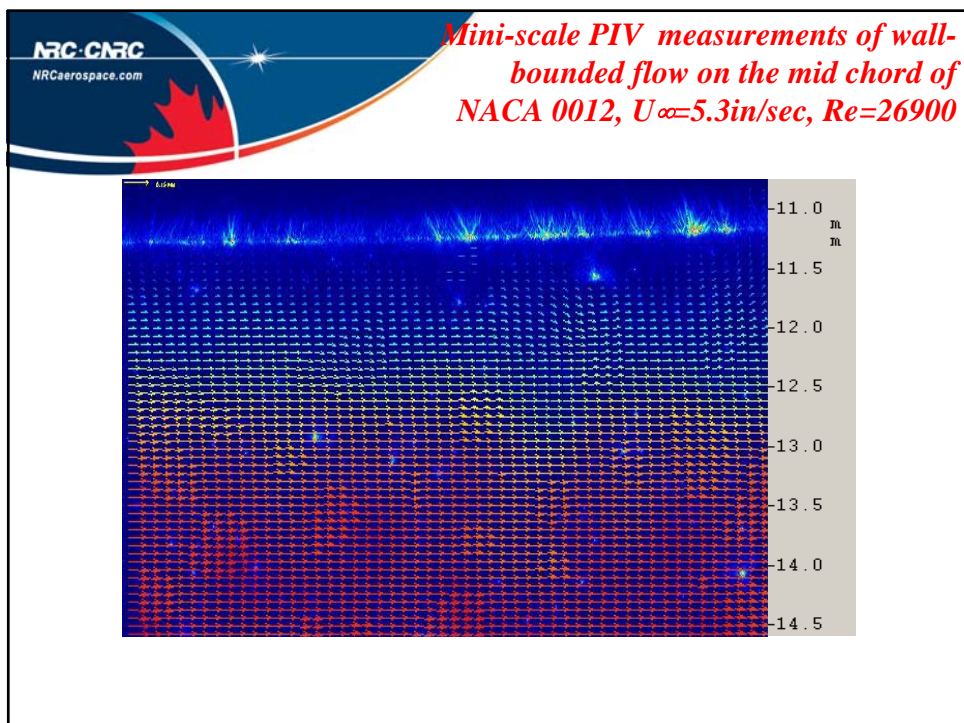 NRC·CNRC
NRCaerospace.com
Mini-scale PIV measurements of wall-
bounded flow on the mid chord of
NACA 0012, U∞=5.3in/sec, Re=26900
-11.0
m
m
-11.5
-12.0
-12.5
-13.0
-13.5
-14.0
-14.5